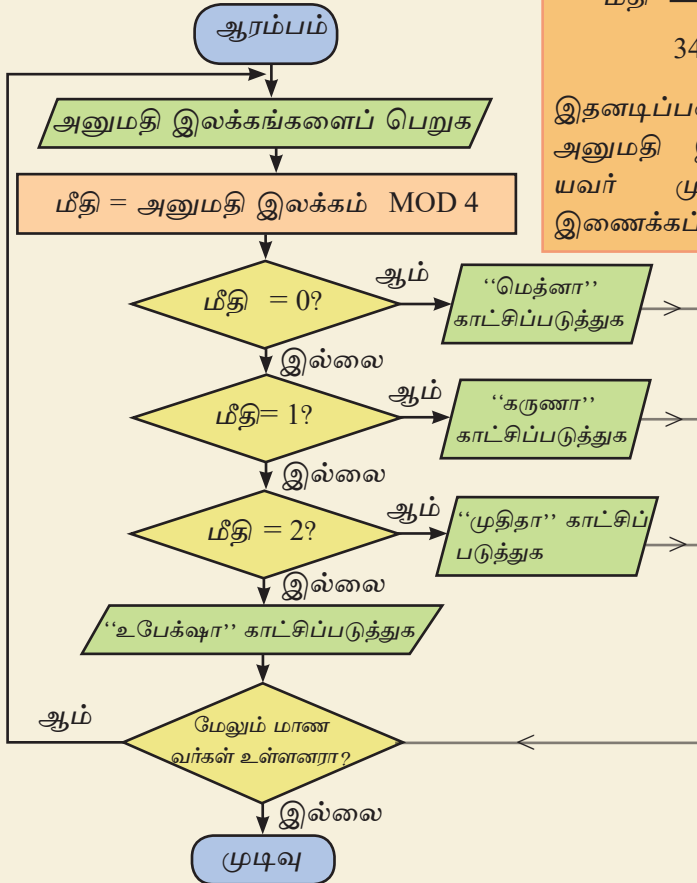 ஆரம்பம்
அனுமதி இலக்கங்களைப் பெறுக
மீதி = அனுமதி இலக்கம் MOD 4
மீதி = 0?
ஆம்
“மெத்னா”
காட்சிப்படுத்துக
இல்லை
மீதி= 1?
ஆம்
“கருணா”
காட்சிப்படுத்துக
இல்லை
மீதி = 2?
ஆம்
“முதிதா” காட்சிப்
படுத்துக
இல்லை
“உபேக்ஷா” காட்சிப்படுத்துக
மேலும் மாண
வர்கள் உள்ளனரா?
ஆம்
இல்லை
முடிவு
34
அனுமதி
யவர்